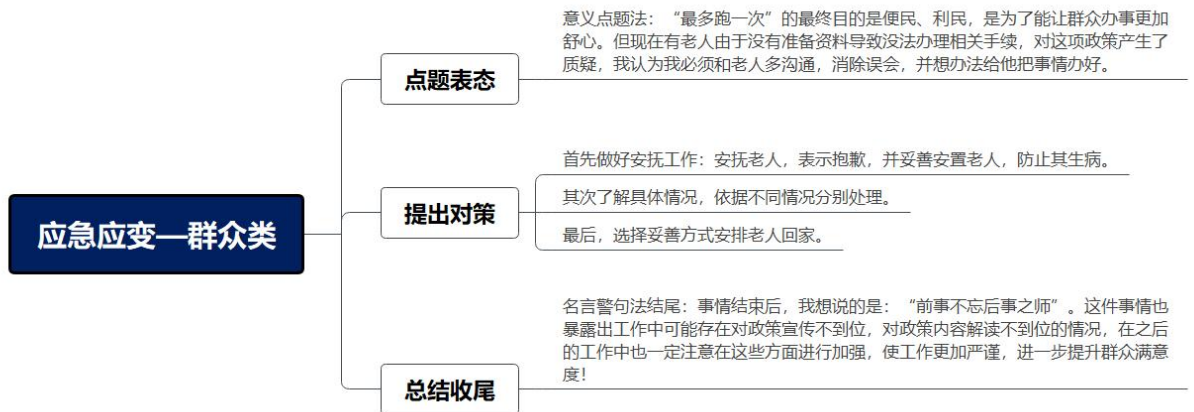 应急应变—群众类
点题表态
意义点题法：“最多跑一次”的最终目的是便民、利民，是为了能让群众办事更加
舒心。但现在有老人由于没有准备资料导致没法办理相关手续，对这项政策产生了
质疑，我认为我必须和老人多沟通，消除误会，并想办法给他把事情办好。
提出对策
首先做好安抚工作：安抚老人，表示抱歉，并妥善安置老人，防止其生病。
其次了解具体情况，依据不同情况分别处理。
最后，选择妥善方式安排老人回家。
总结收尾
名言警句法结尾：事情结束后，我想说的是：“前事不忘后事之师”。这件事情也
暴露出工作中可能存在对政策宣传不到位，对政策内容解读不到位的情况，在之后
的工作中也一定注意在这些方面进行加强，使工作更加严谨，进一步提升群众满意
度！